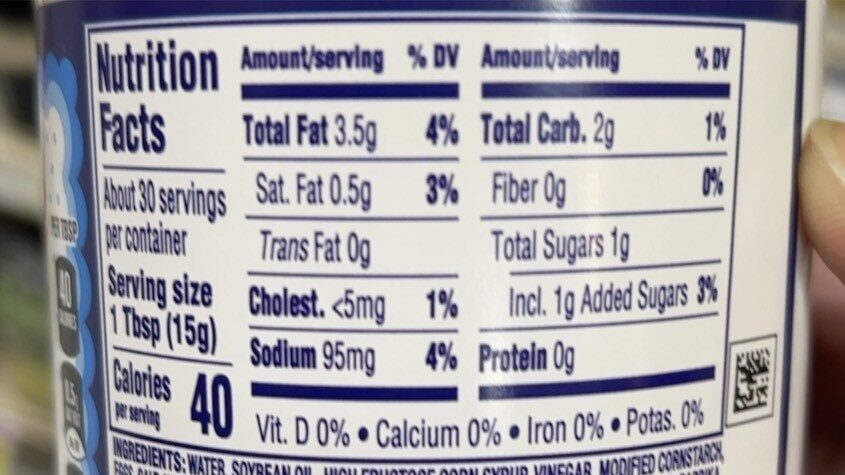 Nutrition
Facts
About 30 servings
per container
Serving size
1 Tbsp (15g)
Calories
per serving
40
Amount/serving % DV
Total Fat 3.5g 4%
Sat. Fat 0.5g 3%
Trans Fat 0g
Cholest. <5mg 1%
Sodium 95mg 4%
Amount/serving % DV
Total Carb. 2g 1%
Fiber 0g 0%
Total Sugars 1g
Incl. 1g Added Sugars 3%
Protein 0g
Vit. D 0% • Calcium 0% • Iron 0% • Potas. 0%
INGREDIENTS: WATER, SOYBEAN OIL, HIGH FRUCTOSE CORN SYRUP, VINEGAR, MODIFIED CORNSTARCH,
PER TBSP
40
CALORIES